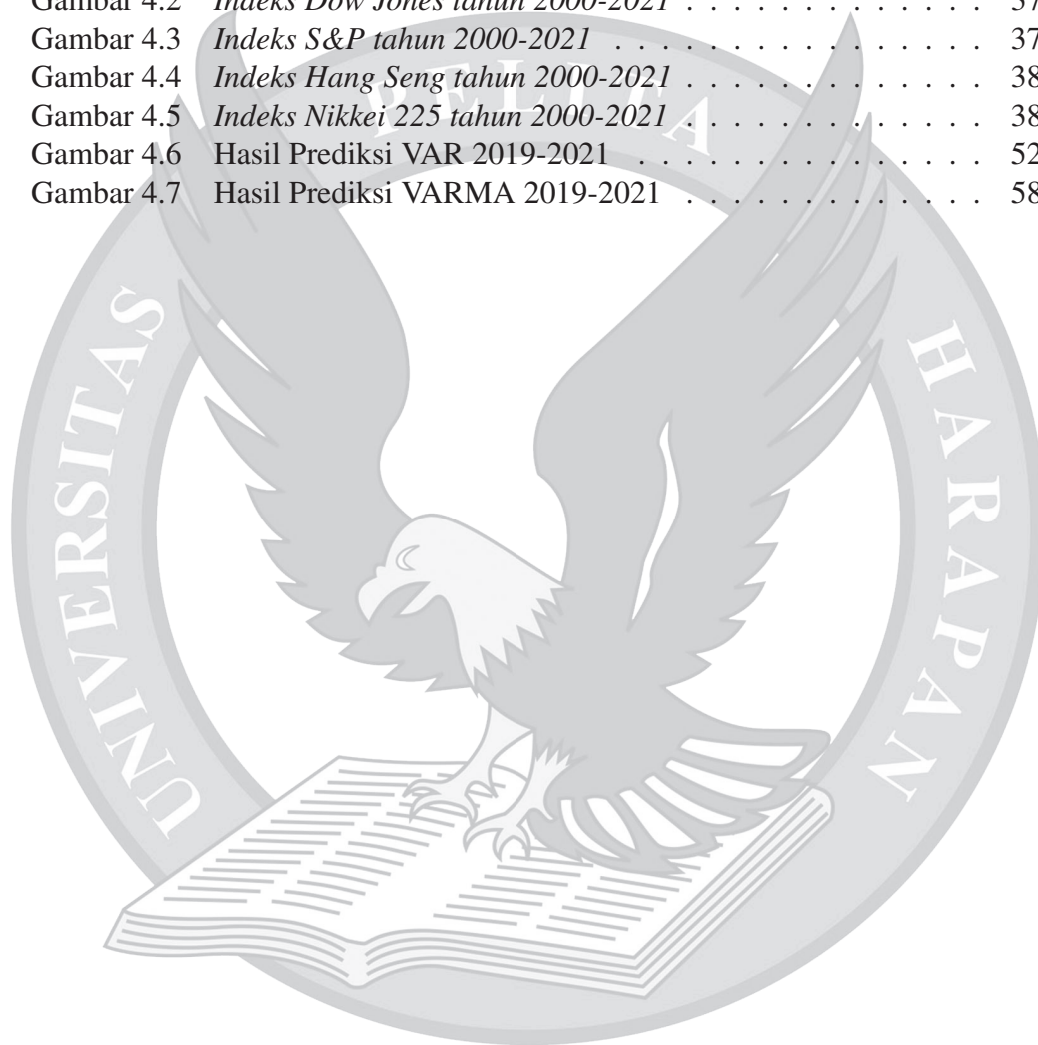 Gambar 4.2 Indeks Dow Jones tahun 2000-2021 . . . . . . . . . . . . . 37
Gambar 4.3 Indeks S&P tahun 2000-2021 . . . . . . . . . . . . . . . . 37
Gambar 4.4 Indeks Hang Seng tahun 2000-2021 . . . . . . . . . . . . . 38
Gambar 4.5 Indeks Nikkei 225 tahun 2000-2021 . . . . . . . . . . . . . 38
Gambar 4.6 Hasil Prediksi VAR 2019-2021 . . . . . . . . . . . . . . . 52
Gambar 4.7 Hasil Prediksi VARMA 2019-2021 . . . . . . . . . . . . . 58
UNIVERSITAS PELITA HARAPAN